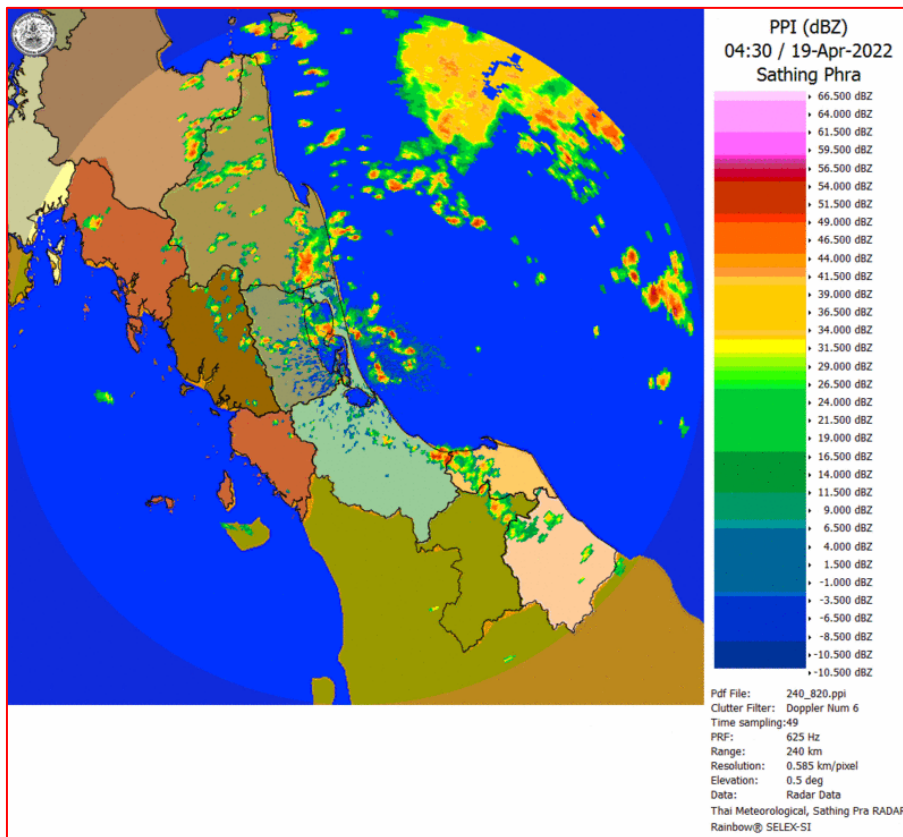 PPI (dBZ)
04:30 / 19-Apr-2022
Sathing Phra
66.500 dBZ
64.000 dBZ
61.500 dBZ
59.500 dBZ
56.500 dBZ
54.000 dBZ
51.500 dBZ
49.000 dBZ
46.500 dBZ
44.000 dBZ
41.500 dBZ
39.000 dBZ
34.000 dBZ
31.500 dBZ
29.000 dBZ
26.500 dBZ
24.000 dBZ
21.500 dBZ
19.000 dBZ
16.500 dBZ
14.000 dBZ
11.500 dBZ
9.000 dBZ
6.500 dBZ
4.000 dBZ
1.500 dBZ
-1.000 dBZ
-3.500 dBZ
-6.500 dBZ
-8.500 dBZ
-10.500 dBZ
-10.500 dBZ
Pdf File: 240_820.ppi
Clutter Filter: Doppler Num 6
Time sampling:49
PRF: 625 Hz
Range: 240 km
Resolution: 0.585 km/pixel
Elevation: 0.5 deg
Data: Radar Data
Thai Meteorological, Sathing Pra RADAR
Rainbow® SELEX-SI